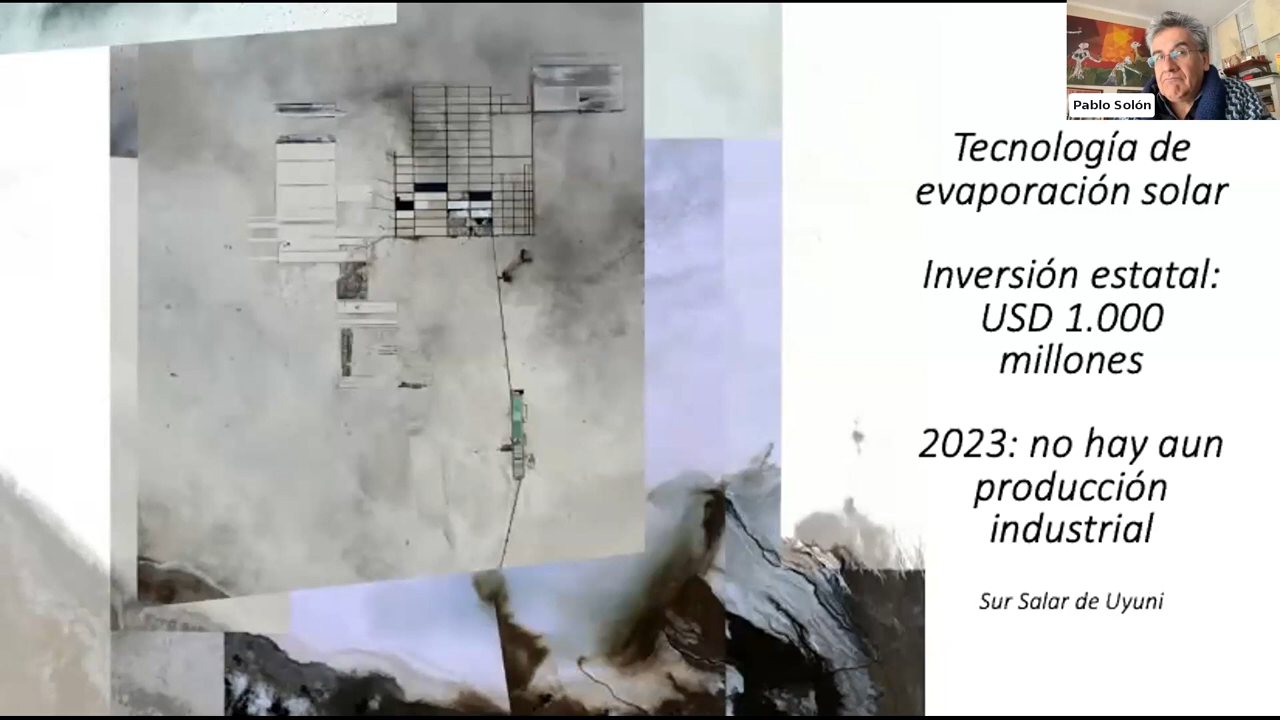 Pablo Solón
Tecnología de
evaporación solar
Inversión estatal:
USD 1.000
millones
2023: no hay aun
producción
industrial
Sur Salar de Uyuni